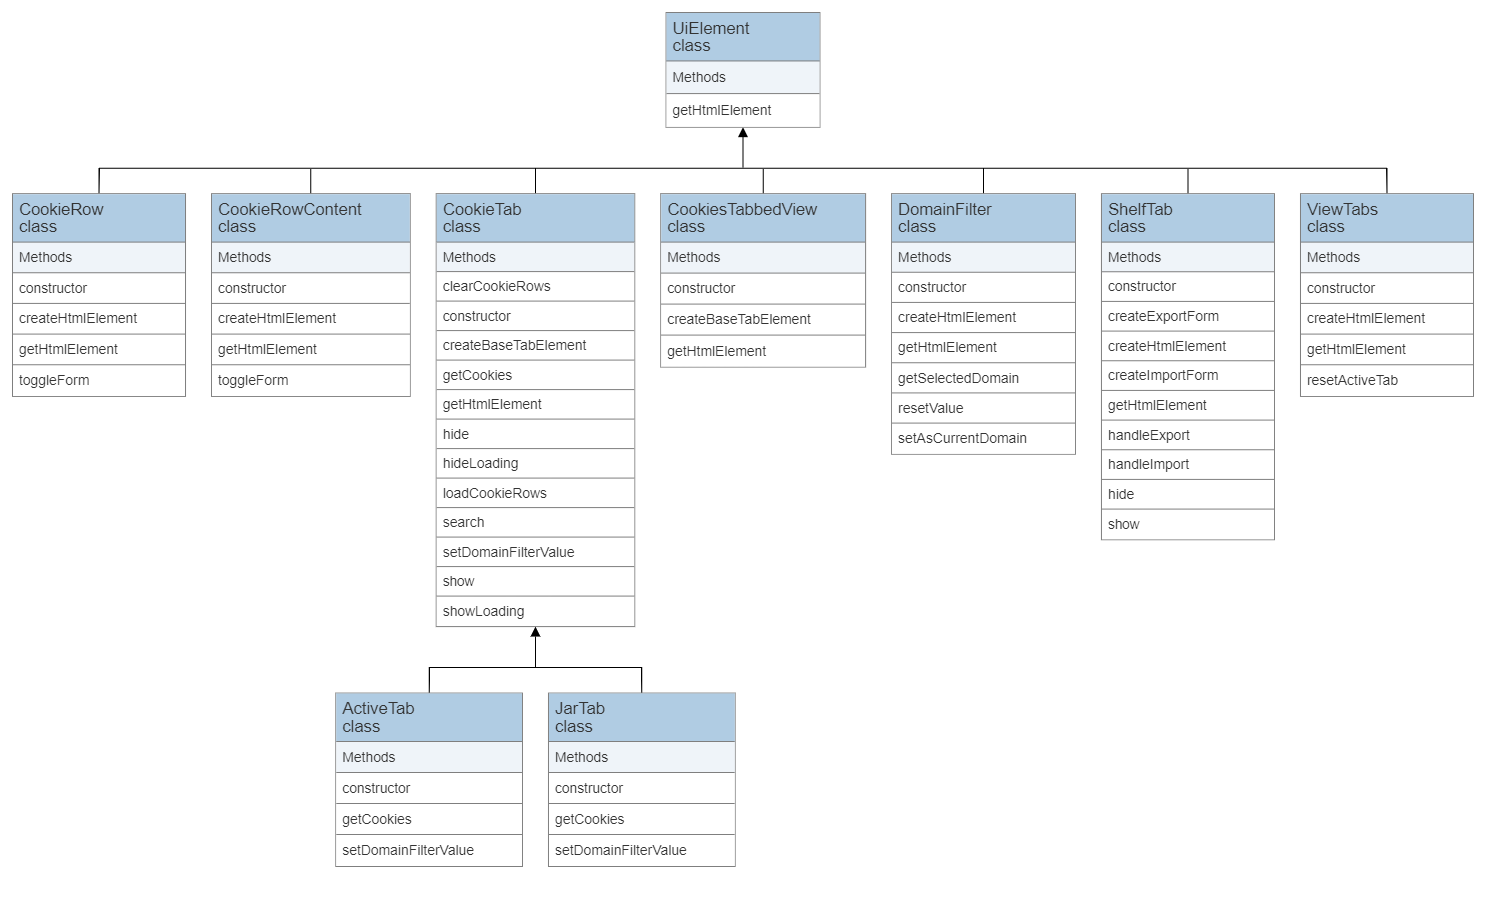 UiElement
class
Methods
getHtmlElement
CookieRow
class
Methods
constructor
createHtmlElement
getHtmlElement
toggleForm
CookieRowContent
class
Methods
constructor
createHtmlElement
getHtmlElement
toggleForm
CookieTab
class
Methods
clearCookieRows
constructor
createBaseTabElement
getCookies
getHtmlElement
hide
hideLoading
loadCookieRows
search
setDomainFilterValue
show
showLoading
CookiesTabbedView
class
Methods
constructor
createBaseTabElement
getHtmlElement
DomainFilter
class
Methods
constructor
createHtmlElement
getHtmlElement
getSelectedDomain
resetValue
setAsCurrentDomain
ShelfTab
class
Methods
constructor
createExportForm
createHtmlElement
createImportForm
getHtmlElement
handleExport
handleImport
hide
show
ViewTabs
class
Methods
constructor
createHtmlElement
getHtmlElement
resetActiveTab
ActiveTab
class
Methods
constructor
getCookies
setDomainFilterValue
JarTab
class
Methods
constructor
getCookies
setDomainFilterValue